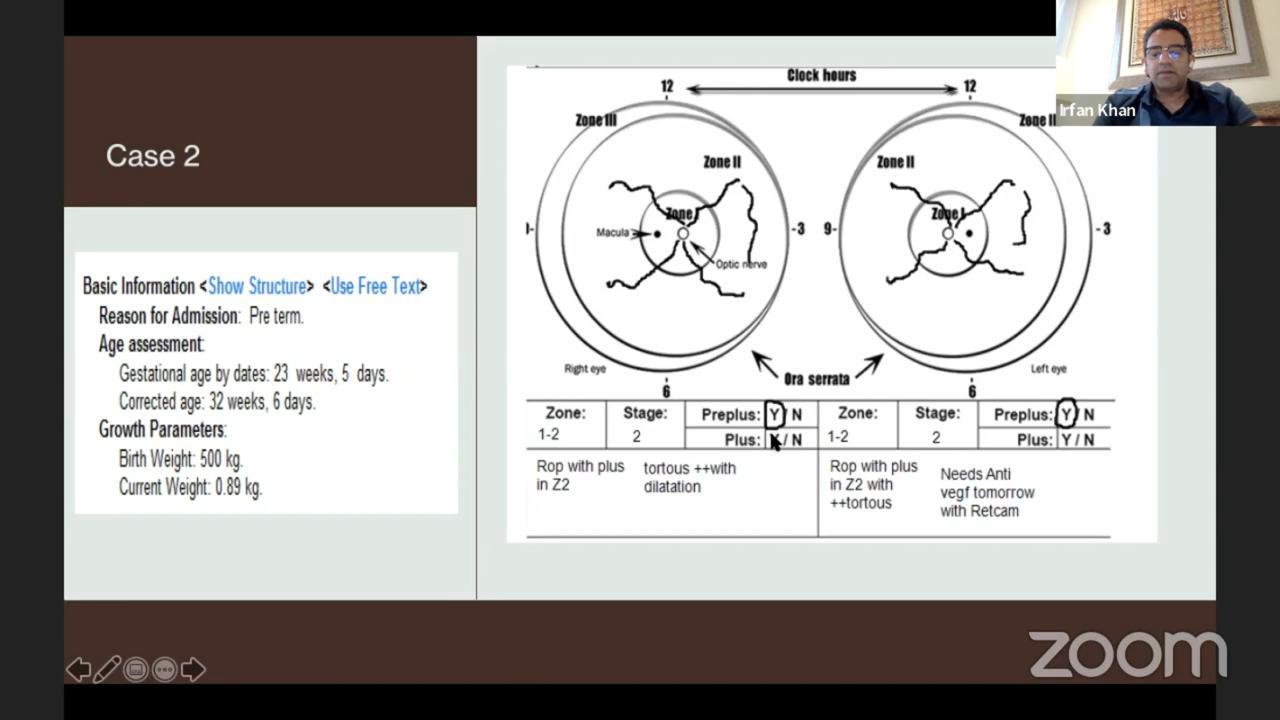 Case 2
Basic Information <Show Structure> <Use Free Text>
Reason for Admission: Pre term.
Age assessment:
Gestational age by dates: 23 weeks, 5 days.
Corrected age: 32 weeks, 6 days.
Growth Parameters:
Birth Weight: 500 kg.
Current Weight: 0.89 kg.
Clock hours
12
12
Zone III
Zone II
Zone II
Zone II
Zone I
Zone I
Macula
Optic nerve
-3
9-
-3
Right eye
Left eye
Ora serrata
6
6
Zone:
1-2
Stage:
2
Preplus: Y / N
Plus: Y / N
Zone:
1-2
Stage:
2
Preplus: Y / N
Plus: Y / N
Rop with plus
in Z2
tortous ++with
dilatation
Rop with plus
in Z2 with
++tortous
Needs Anti
vegf tomorrow
with Retcam
Irfan Khan
zoom